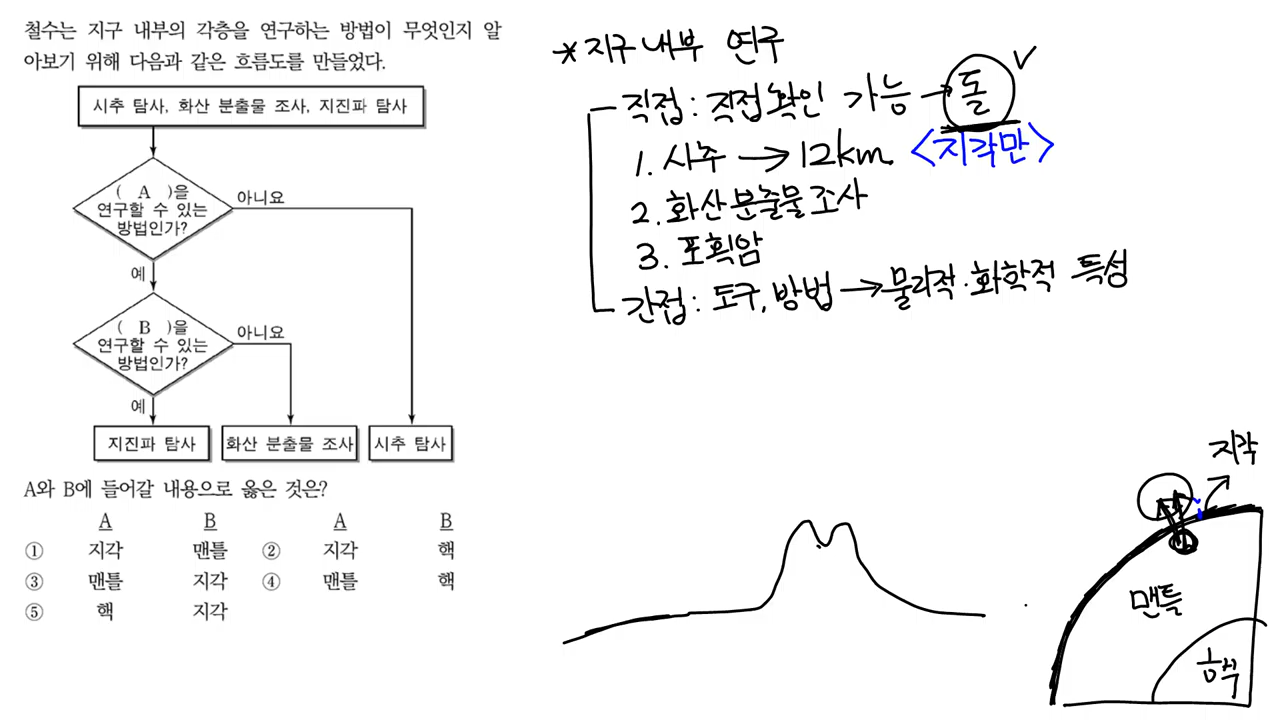 철수는 지구 내부의 각층을 연구하는 방법이 무엇인지 알
아보기 위해 다음과 같은 흐름도를 만들었다.
시추 탐사, 화산 분출물 조사, 지진파 탐사
( A )을
연구할 수 있는
방법인가?
아니요
예
( B )을
연구할 수 있는
방법인가?
아니요
예
지진파 탐사
화산 분출물 조사
시추 탐사
A와 B에 들어갈 내용으로 옳은 것은?
A B A B
① 지각 맨틀 ② 지각 핵
③ 맨틀 지각 ④ 맨틀 핵
⑤ 핵 지각
* 지구 내부 연구
직접 : 직접확인 가능 → 돌 ✓
1. 시추 → 12km. <지각만>
2. 화산분출물조사
3. 포획암
간접 : 도구, 방법 → 물리적·화학적 특성
지각
맨틀
핵